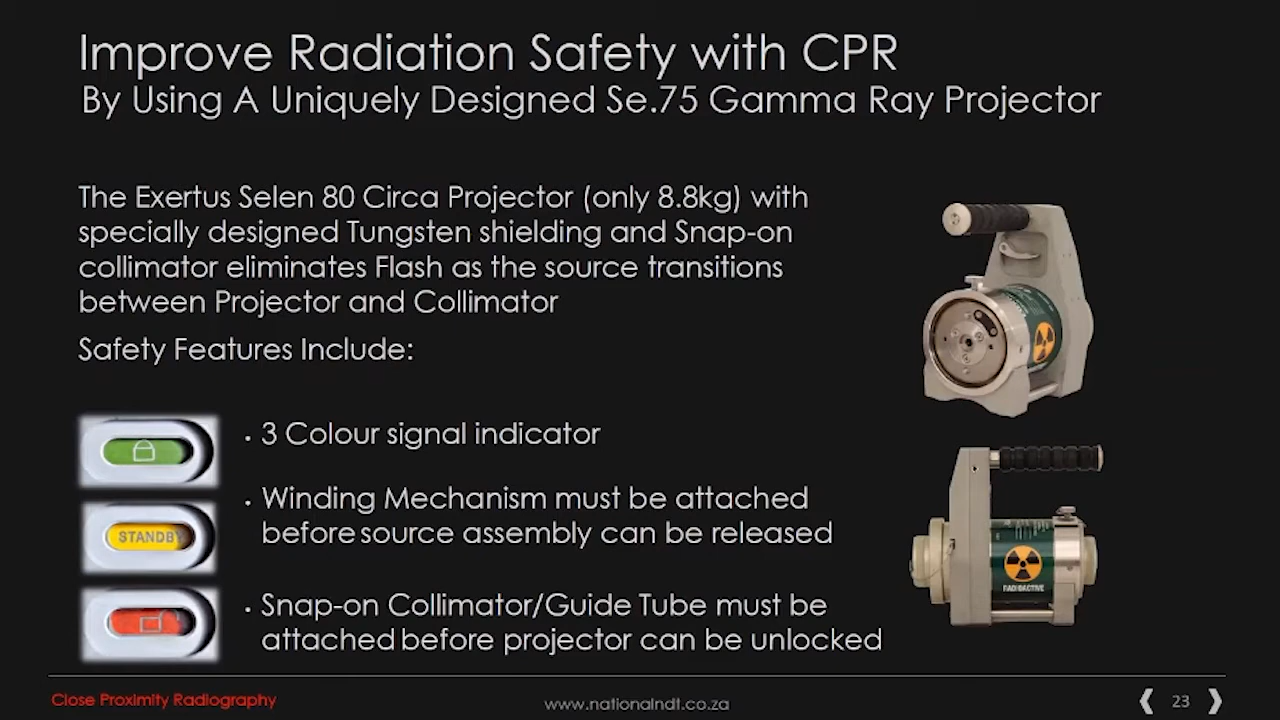 Improve Radiation Safety with CPR
By Using A Uniquely Designed Se.75 Gamma Ray Projector
The Exertus Selen 80 Circa Projector (only 8.8kg) with
specially designed Tungsten shielding and Snap-on
collimator eliminates Flash as the source transitions
between Projector and Collimator
Safety Features Include:
3 Colour signal indicator
STANDB
Winding Mechanism must be attached
before source assembly can be released
Snap-on Collimator/Guide Tube must be
attached before projector can be unlocked
RADIOACTIVE
Close Proximity Radiography
www.nationalndt.co.za
23